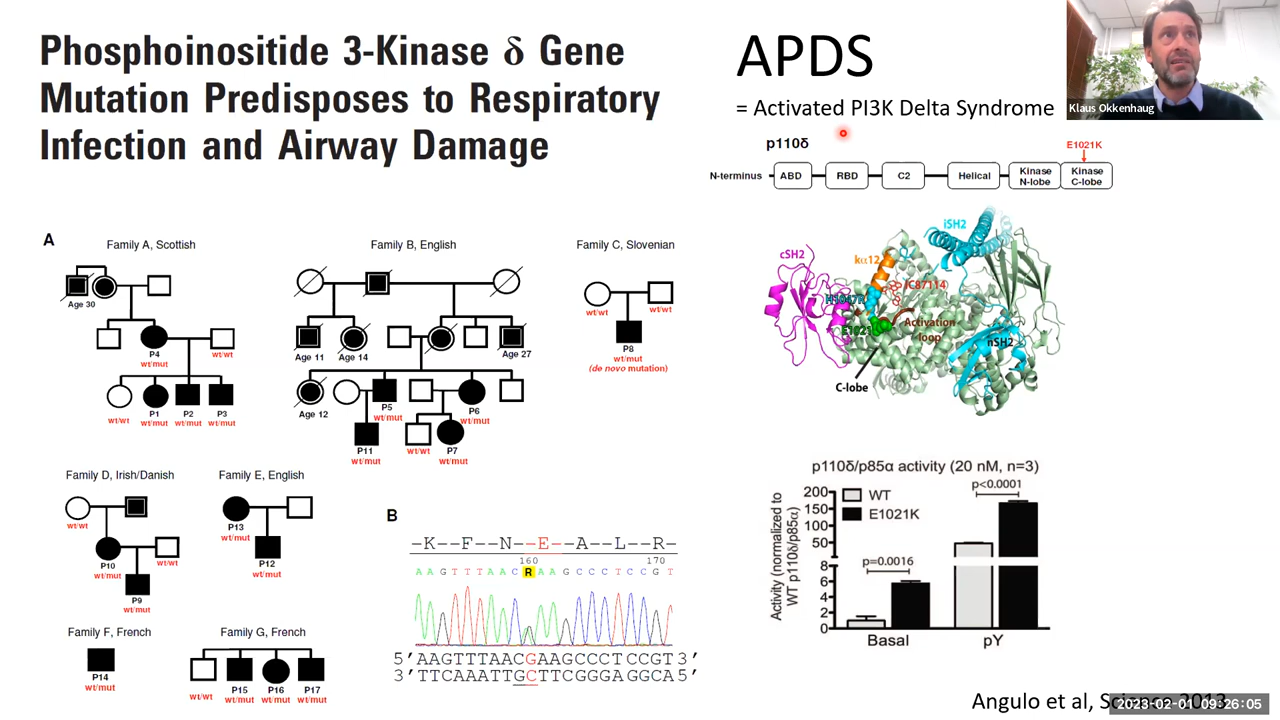 Phosphoinositide 3-Kinase δ Gene
Mutation Predisposes to Respiratory
Infection and Airway Damage
APDS
= Activated PI3K Delta Syndrome
Klaus Okkenhaug
p110δ
E1021K
N-terminus
ABD
RBD
C2
Helical
Kinase
N-lobe
Kinase
C-lobe
A
Family A, Scottish
Age 30
P4
wt/mut
wt/wt
wt/wt
P1
wt/mut
P2
wt/mut
P3
wt/mut
Family B, English
Age 11
Age 14
Age 27
Age 12
P5
wt/mut
P6
wt/mut
P11
wt/mut
wt/wt
P7
wt/mut
Family C, Slovenian
wt/wt
wt/wt
P8
wt/mut
(de novo mutation)
Family D, Irish/Danish
wt/wt
P10
wt/mut
wt/wt
P9
wt/mut
Family E, English
P13
wt/mut
P12
wt/mut
Family F, French
P14
wt/mut
Family G, French
wt/wt
P15
wt/mut
P16
wt/mut
P17
wt/mut
B
–K––F––N––E––A––L––R–
160
170
A A G T T T A A C R A A G C C C T C C G T
5′AAGTTTAACGAAGCCCTCCGT3′
3′TTCAAATTGCTTCGGGAGGCA5′
cSH2
kα12
iSH2
IC87114
H1047R
E1021
Activation
loop
nSH2
C-lobe
p110δ/p85α activity (20 nM, n=3)
Activity (normalized to
WT p110δ/p85α)
200
150
100
50
8
6
4
2
0
WT
E1021K
p=0.0016
p<0.0001
Basal
pY
Angulo et al, Science 2013
2023-02-01 09:26:05